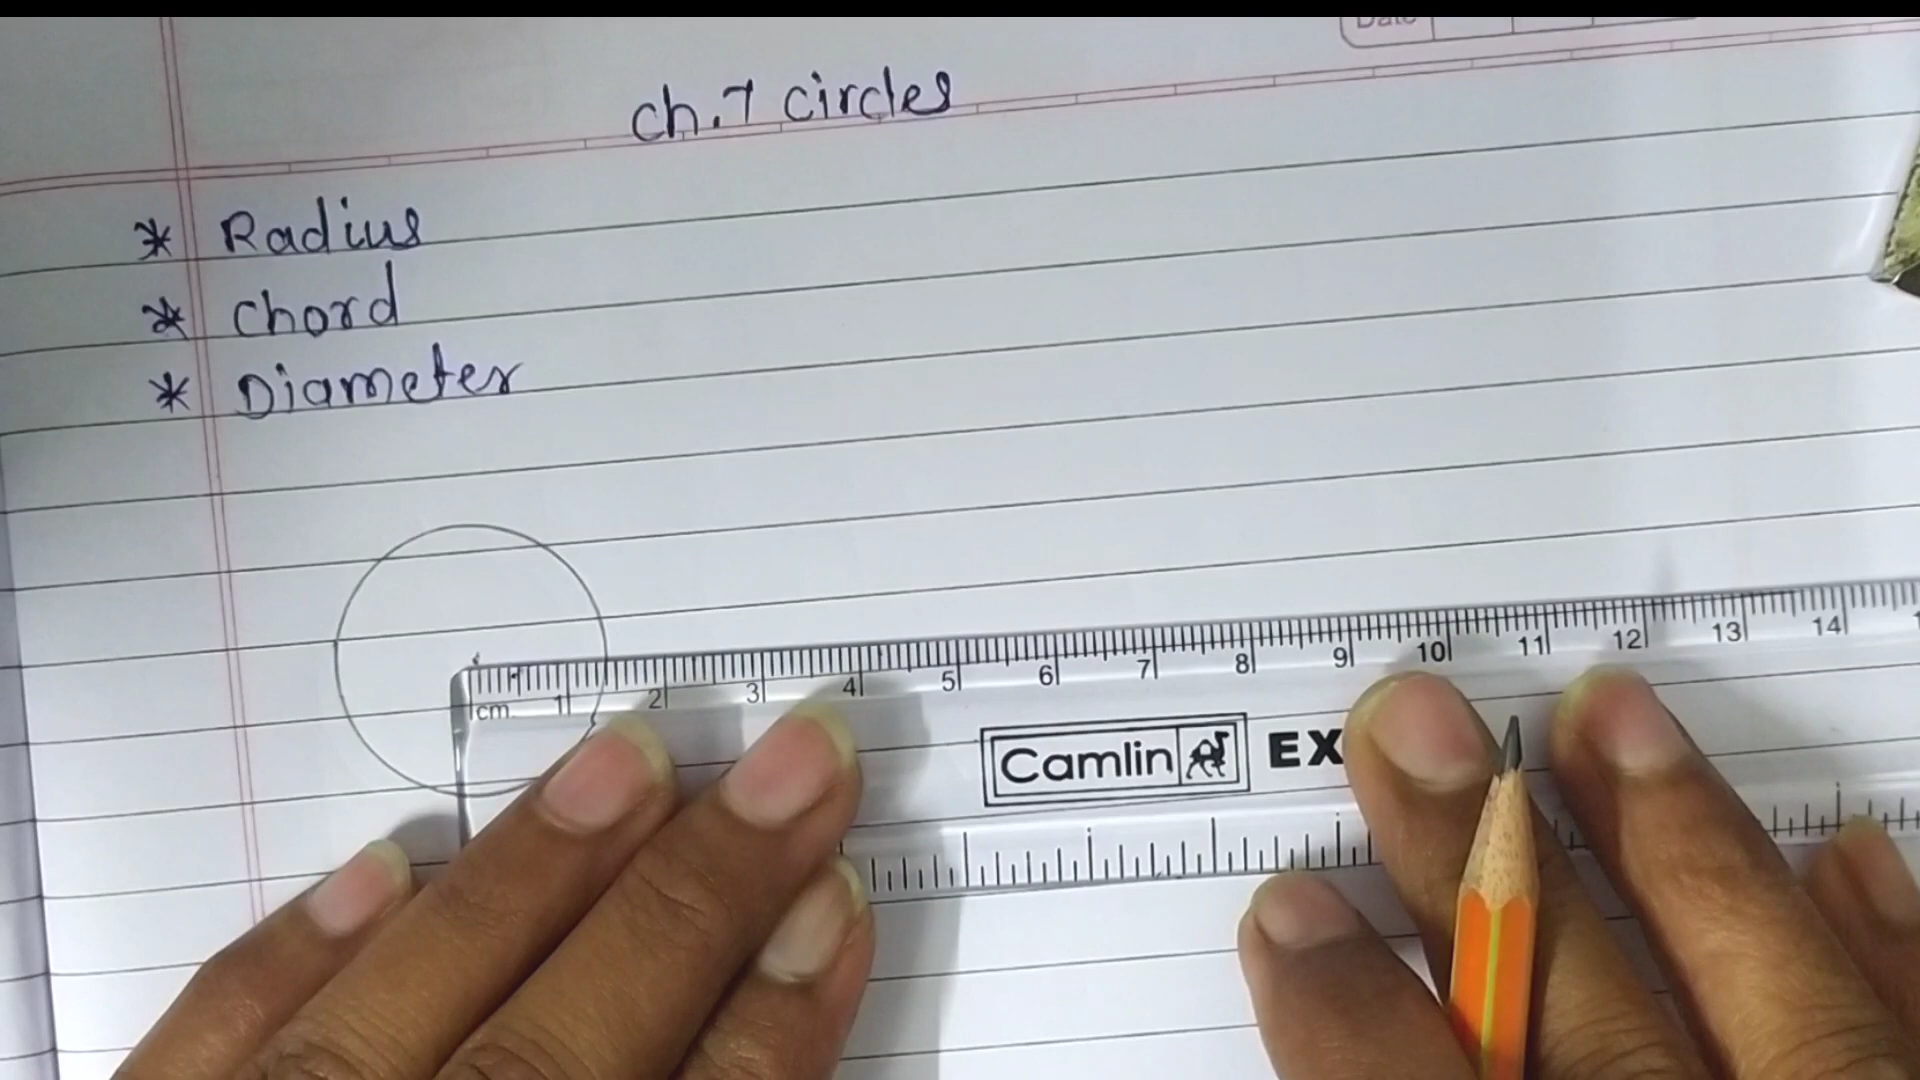 Date
ch.7 circles
* Radius
* chord
* Diameter
cm 1 2 3 4 5 6 7 8 9 10 11 12 13 14
Camlin EX